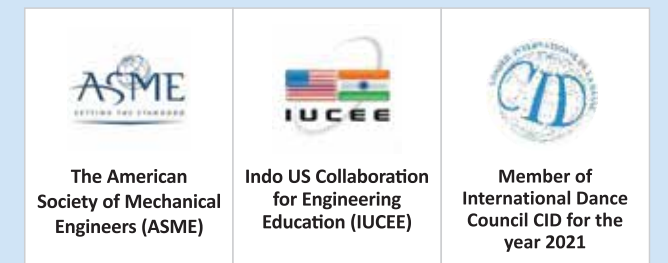 ASME
SETTING THE STANDARD
The American
Society of Mechanical
Engineers (ASME)
IUCEE
Indo US Collaboration
for Engineering
Education (IUCEE)
CID
Member of
International Dance
Council CID for the
year 2021